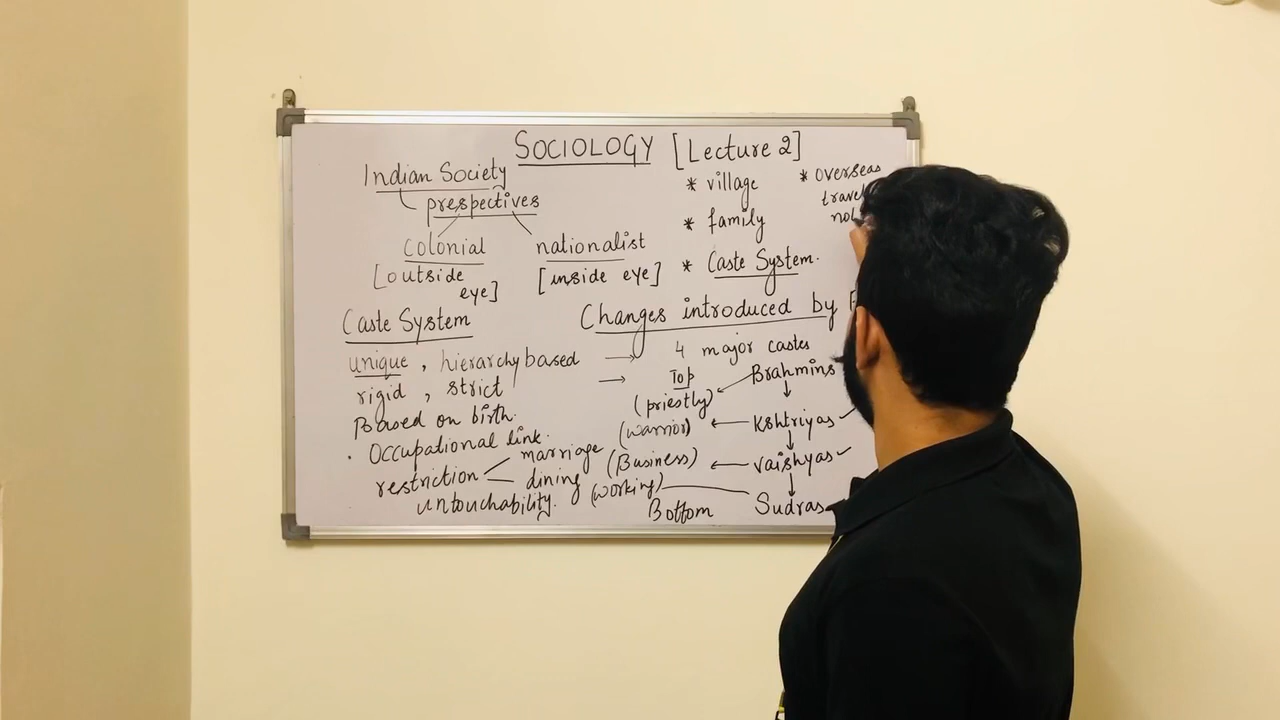 SOCIOLOGY [Lecture 2]
Indian Society
prespectives
Colonial
[outside eye]
nationalist
[inside eye]
* village
* family
* Caste System.
* overseas
travel
not
Caste System
unique, hierarchy based
rigid, strict
Based on birth.
. Occupational link.
restriction marriage
dining
untouchability.
Changes introduced by
→ 4 major castes
→ Top
Brahmins
(priestly)
(warrior) ← Kshtriyas
(Business) ← Vaishyas
(working) Sudras
Bottom